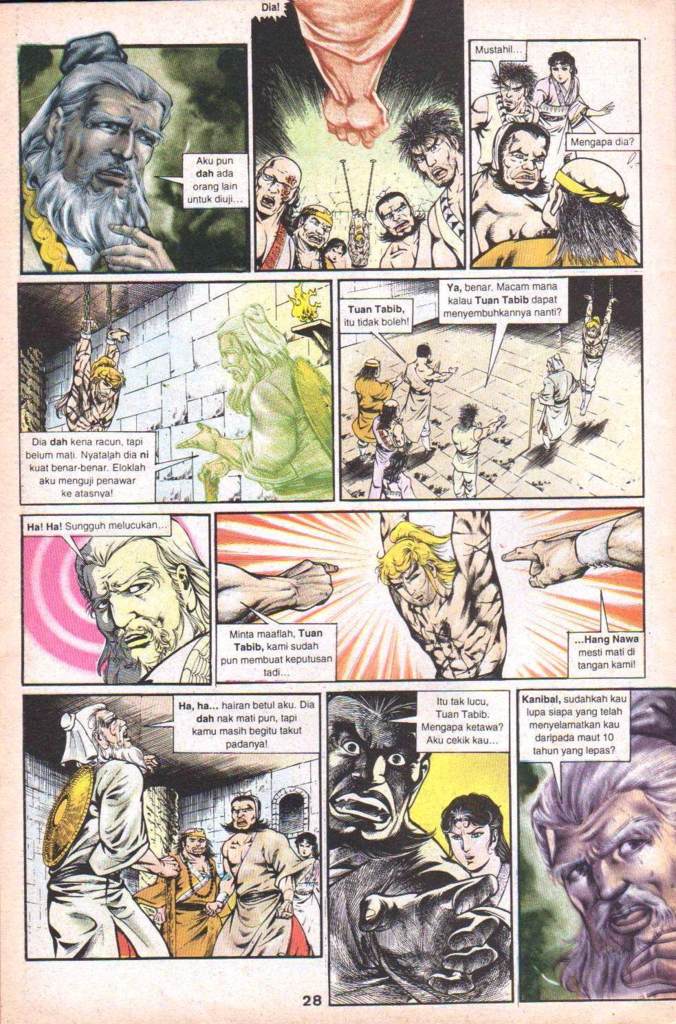 Aku pun
dah ada
orang lain
untuk diuji...
Dia!
Mustahil...
Mengapa dia?
Dia dah kena racun, tapi
belum mati. Nyatalah dia ni
kuat benar-benar. Eloklah
aku menguji penawar
ke atasnya!
Tuan Tabib,
itu tidak boleh!
Ya, benar. Macam mana
kalau Tuan Tabib dapat
menyembuhkannya nanti?
Ha! Ha! Sungguh melucukan...
Minta maaflah, Tuan
Tabib, kami sudah
pun membuat keputusan
tadi...
...Hang Nawa
mesti mati di
tangan kami!
Ha, ha... hairan betul aku. Dia
dah nak mati pun, tapi
kamu masih begitu takut
padanya!
Itu tak lucu,
Tuan Tabib.
Mengapa ketawa?
Aku cekik kau...
Kanibal, sudahkah kau
lupa siapa yang telah
menyelamatkan kau
daripada maut 10
tahun yang lepas?
28